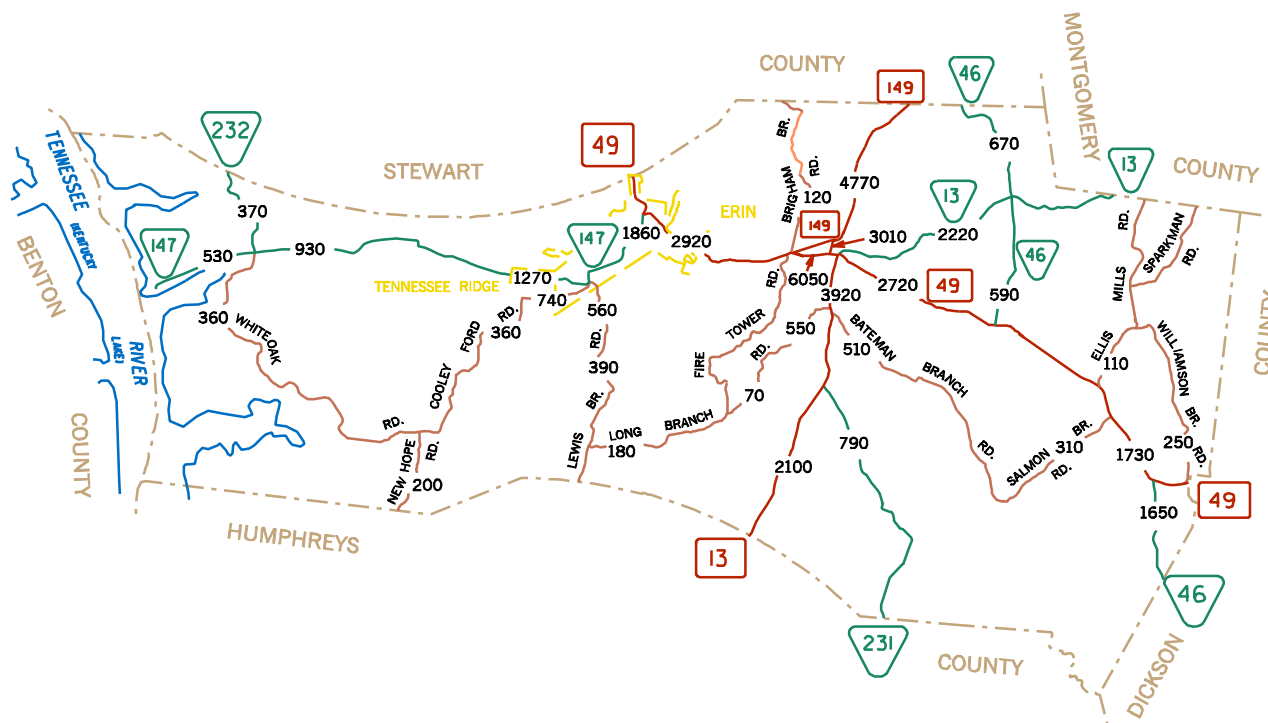 MONTGOMERY
COUNTY
46
149
232
TENNESSEE
KENTUCKY
49
STEWART
BR.
RD.
BRIGHAM
670
13
COUNTY
4770
120
13
370
ERIN
149
RD.
SPARKMAN
RD.
147
530
930
147
1860
2920
3010
2220
46
BENTON
TENNESSEE RIDGE
1270
740
6050
RD.
3920
2720
49
590
MILLS
560
360
WHITE-OAK
360
RD.
FORD
COOLEY
RD.
TOWER
FIRE
550
RD.
BATEMAN
510
BRANCH
RD.
ELLIS
110
WILLIAMSON
BR.
250
RD.
RIVER
LAKE)
390
BR.
LEWIS
70
LONG
BRANCH
180
RD.
NEW HOPE
RD.
200
COUNTY
790
2100
SALMON
BR.
310
RD.
1730
49
1650
HUMPHREYS
13
46
231
COUNTY
DICKSON